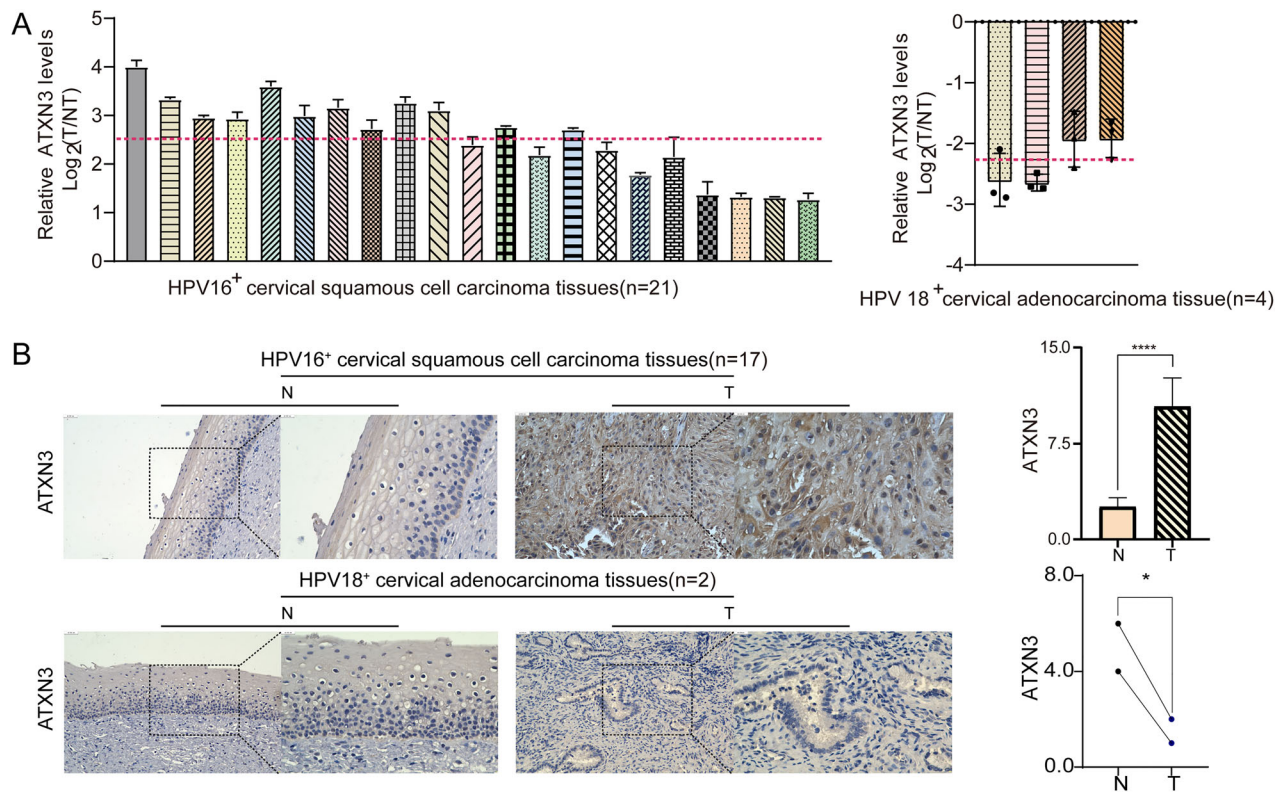 A
Relative ATXN3 levels
Log2(T/NT)
5
4
3
2
1
0
HPV16+ cervical squamous cell carcinoma tissues(n=21)
Relative ATXN3 levels
Log2(T/NT)
0
-1
-2
-3
-4
HPV 18 +cervical adenocarcinoma tissue(n=4)
B
HPV16+ cervical squamous cell carcinoma tissues(n=17)
N
T
ATXN3
ATXN3
15.0
7.5
0.0
****
N
T
HPV18+ cervical adenocarcinoma tissues(n=2)
N
T
ATXN3
ATXN3
8.0
4.0
0.0
*
N
T